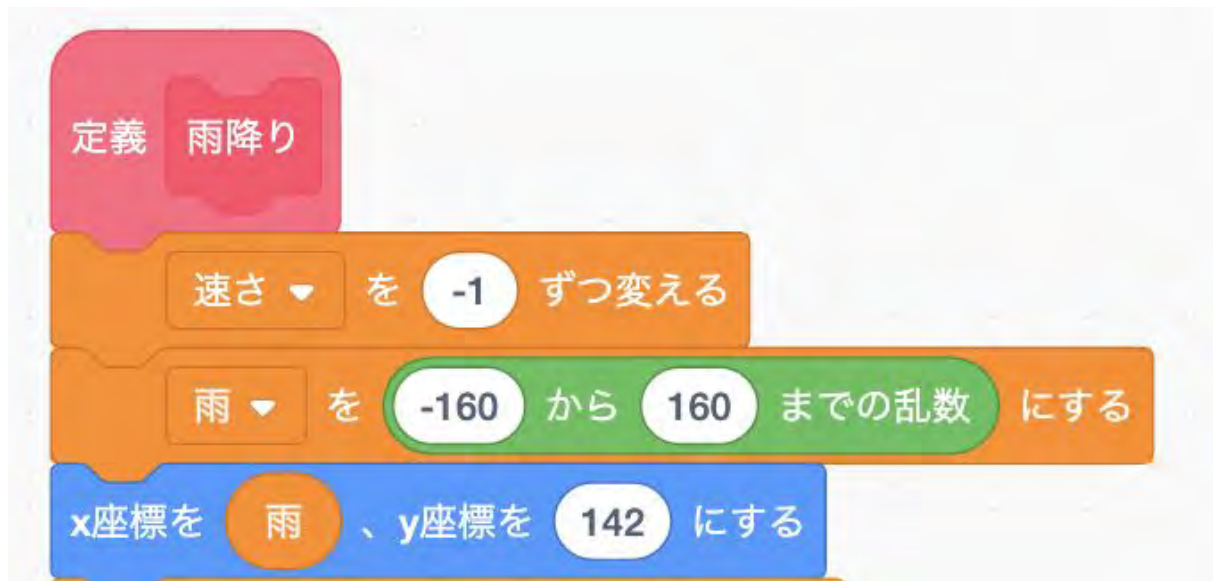 定義 雨降り
速さ を -1 ずつ変える
雨 を -160 から 160 までの乱数 にする
x座標を 雨 、y座標を 142 にする